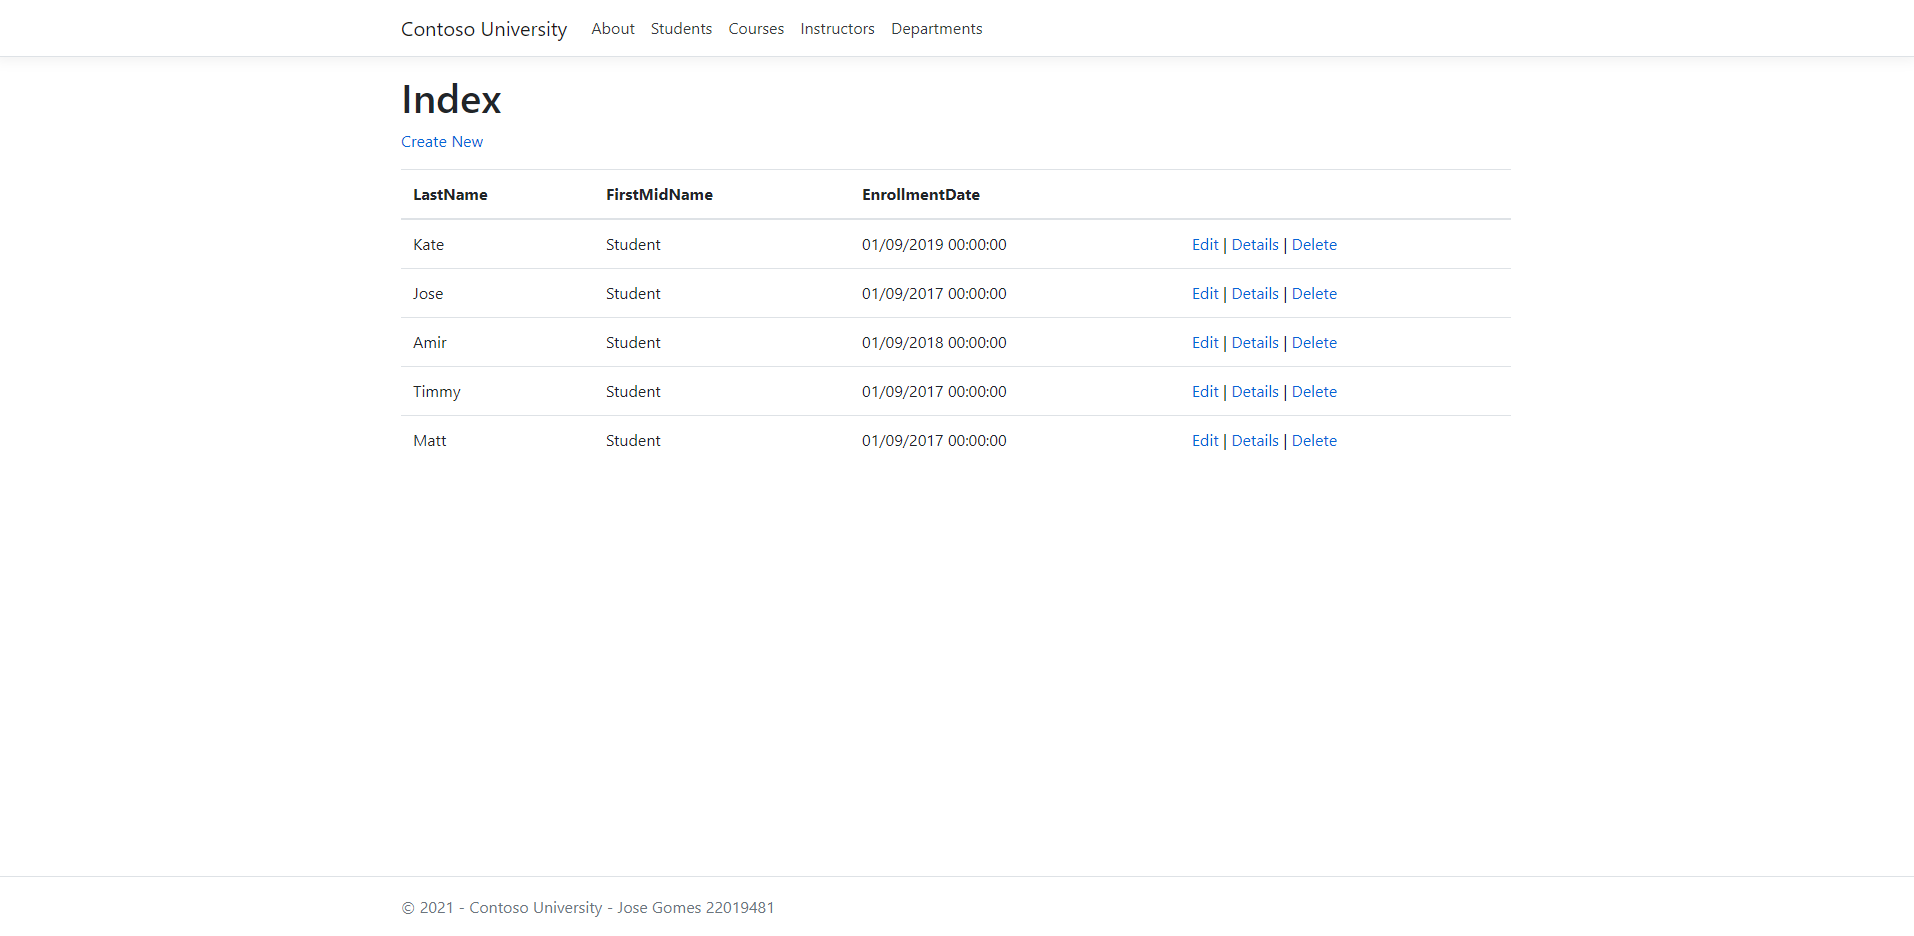 Contoso University About Students Courses Instructors Departments
Index
Create New
LastName FirstMidName EnrollmentDate
Kate Student 01/09/2019 00:00:00 Edit | Details | Delete
Jose Student 01/09/2017 00:00:00 Edit | Details | Delete
Amir Student 01/09/2018 00:00:00 Edit | Details | Delete
Timmy Student 01/09/2017 00:00:00 Edit | Details | Delete
Matt Student 01/09/2017 00:00:00 Edit | Details | Delete
© 2021 - Contoso University - Jose Gomes 22019481